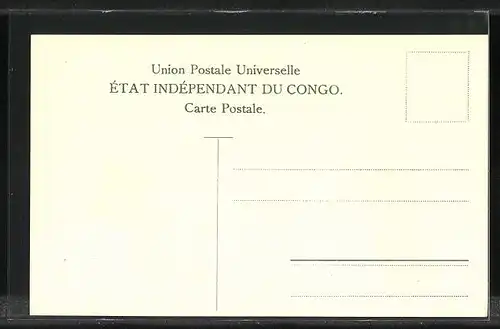 Union Postale Universelle
ÉTAT INDÉPENDANT DU CONGO.
Carte Postale.